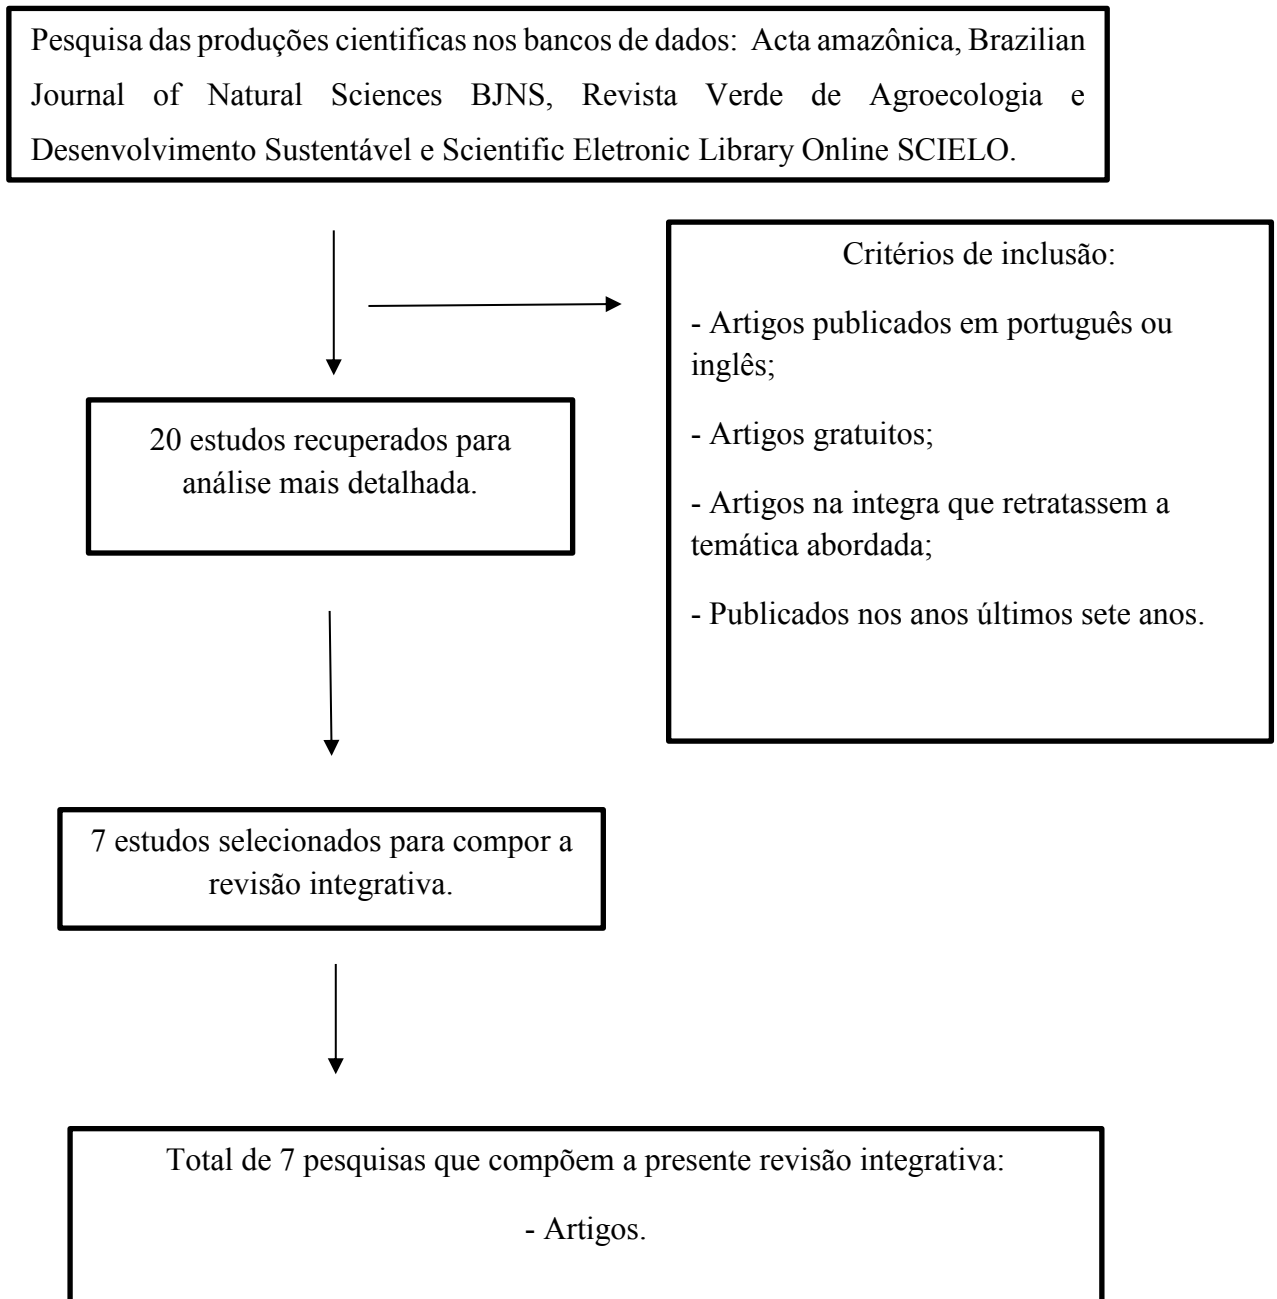 Pesquisa das produções cientificas nos bancos de dados: Acta amazônica, Brazilian
Journal of Natural Sciences BJNS, Revista Verde de Agroecologia e
Desenvolvimento Sustentável e Scientific Eletronic Library Online SCIELO.
Critérios de inclusão:
- Artigos publicados em português ou
inglês;
- Artigos gratuitos;
- Artigos na integra que retratassem a
temática abordada;
- Publicados nos anos últimos sete anos.
20 estudos recuperados para
análise mais detalhada.
7 estudos selecionados para compor a
revisão integrativa.
Total de 7 pesquisas que compõem a presente revisão integrativa:
- Artigos.